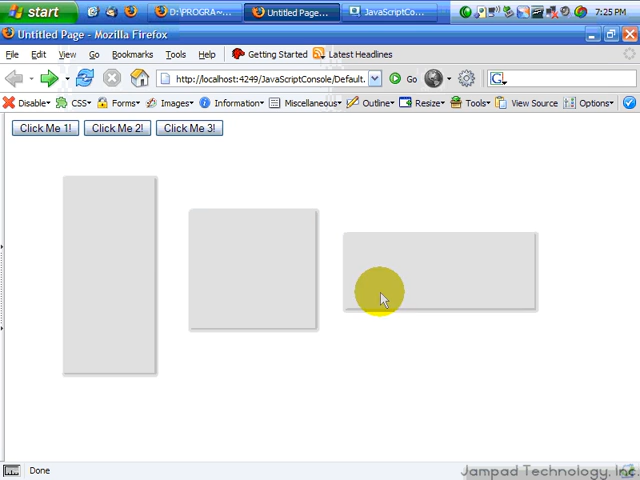 start
D:\PROGRA~...
Untitled Page...
JavaScriptCo...
7:25 PM
Untitled Page - Mozilla Firefox
File Edit View Go Bookmarks Tools Help Getting Started Latest Headlines
http://localhost:4249/JavaScriptConsole/Default. Go G
Disable CSS Forms Images Information Miscellaneous Outline Resize Tools View Source Options
Click Me 1! Click Me 2! Click Me 3!
Done
Jampad Technology, Inc.